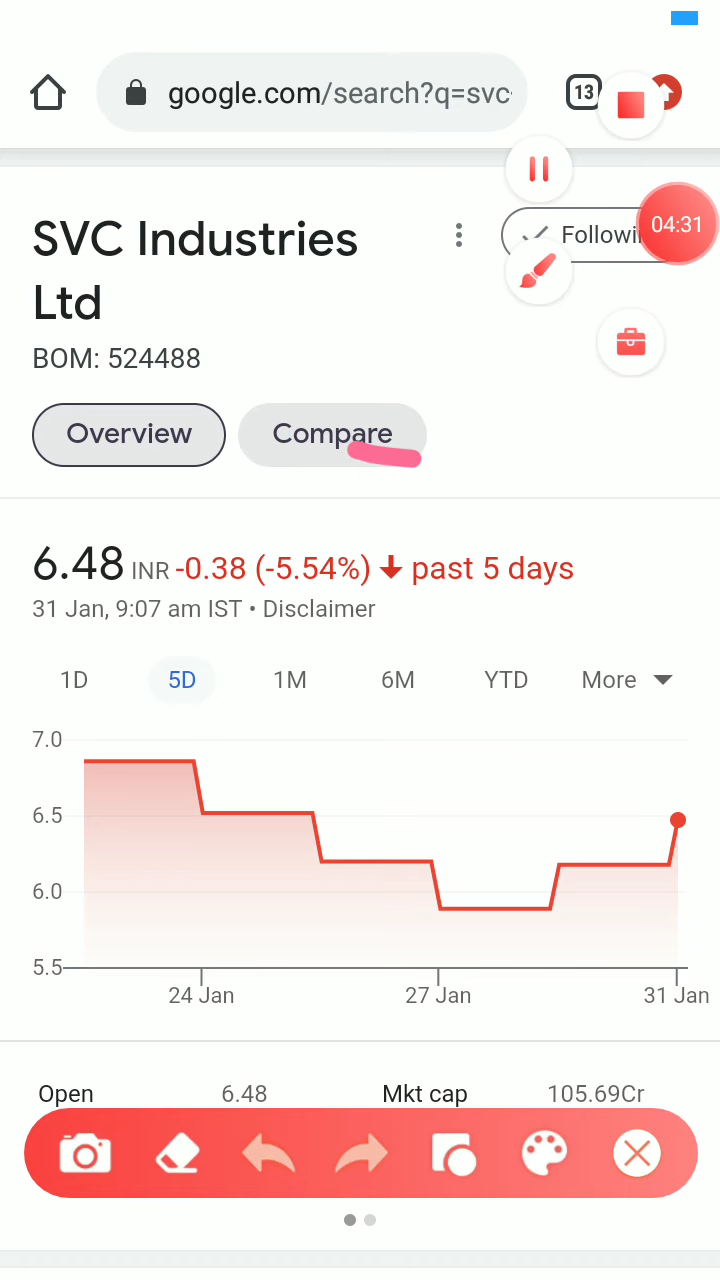 google.com/search?q=svc
13
SVC Industries
Ltd
04:31
BOM: 524488
Overview
Compare
6.48 INR -0.38 (-5.54%) past 5 days
31 Jan, 9:07 am IST • Disclaimer
1D 5D 1M 6M YTD More
7.0
6.5
6.0
5.5
24 Jan 27 Jan 31 Jan
Open 6.48 Mkt cap 105.69Cr